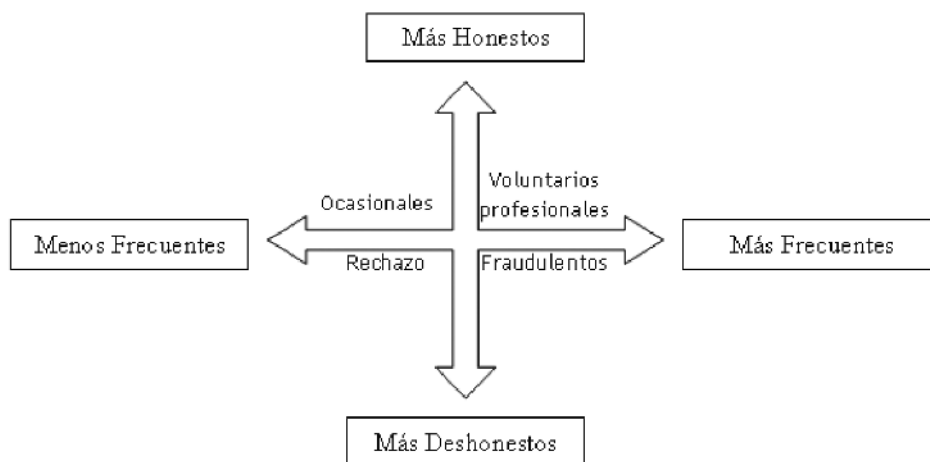 Más Honestos
Voluntarios
profesionales
Ocasionales
Menos Frecuentes
Más Frecuentes
Rechazo
Fraudulentos
Más Deshonestos